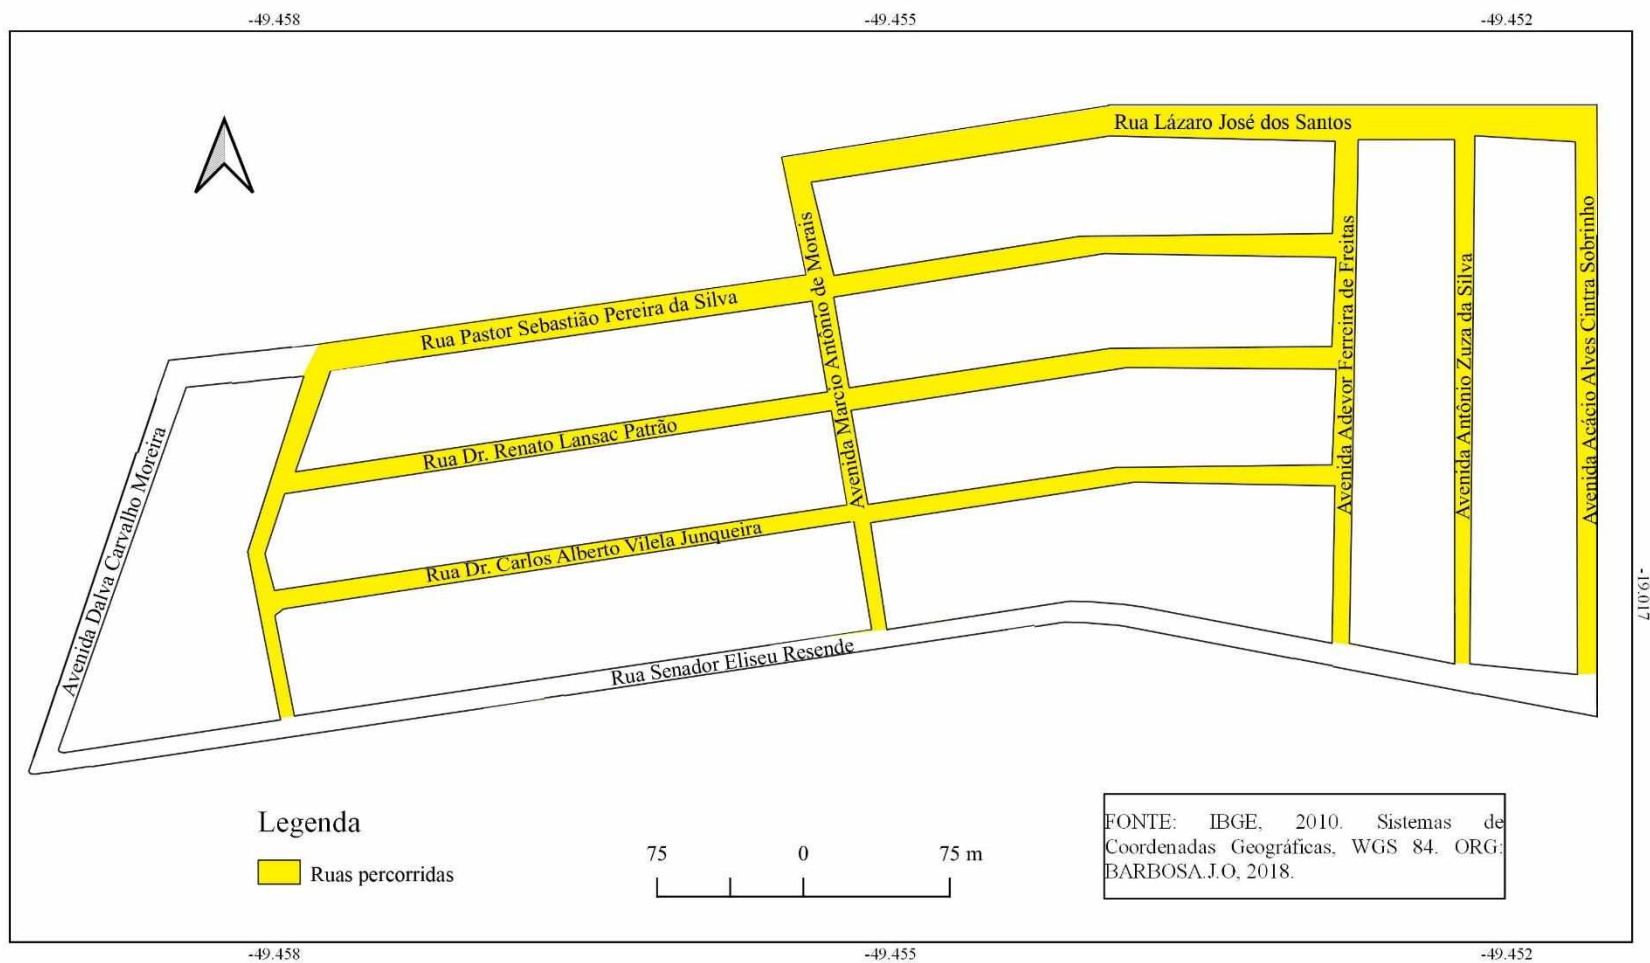 -49.458
-49.455
-49.452
Rua Lázaro José dos Santos
Avenida Marcio Antônio de Morais
Rua Pastor Sebastião Pereira da Silva
Avenida Adevor Ferreira de Freitas
Avenida Antônio Zuza da Silva
Avenida Acácio Alves Cintra Sobrinho
Rua Dr. Renato Lansac Patrão
Avenida Dalva Carvalho Moreira
Rua Dr. Carlos Alberto Vilela Junqueira
-19.017
Rua Senador Eliseu Resende
Legenda
Ruas percorridas
75 0 75 m
FONTE: IBGE, 2010. Sistemas de
Coordenadas Geográficas, WGS 84. ORG:
BARBOSA.J.O, 2018.
-49.458
-49.455
-49.452